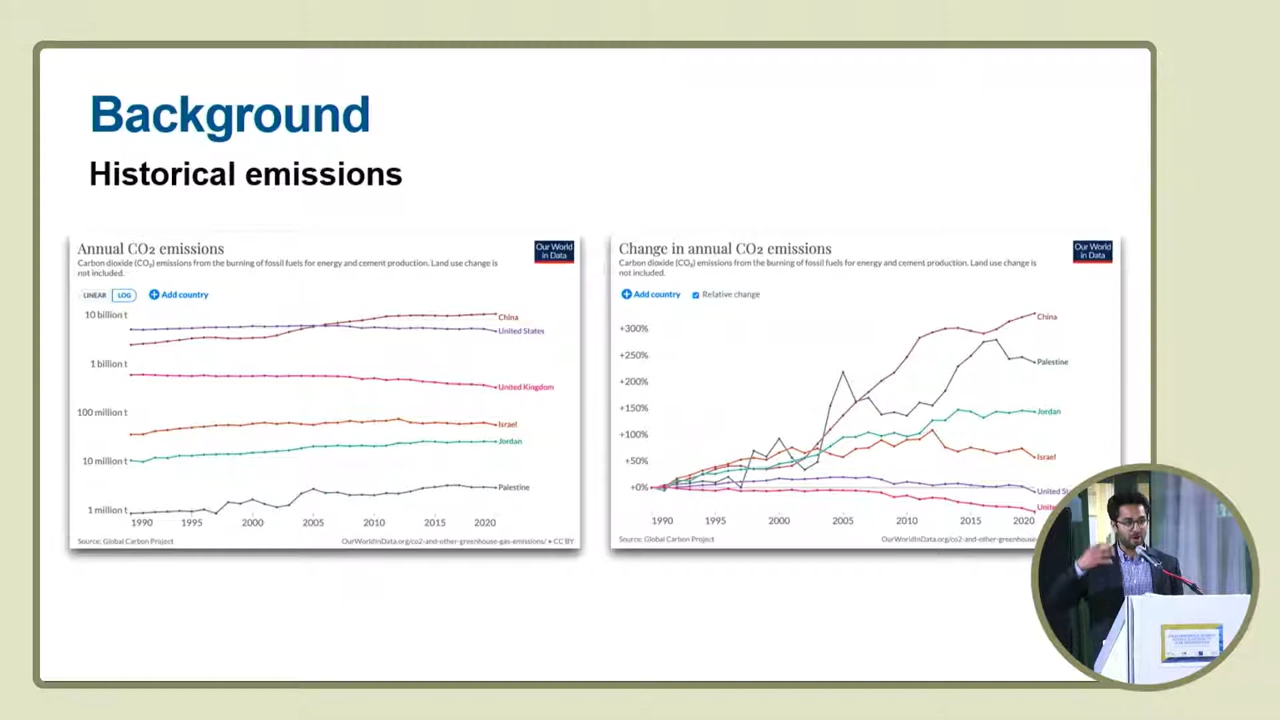 Background
Historical emissions
Annual CO2 emissions
Our World
in Data
Carbon dioxide (CO₂) emissions from the burning of fossil fuels for energy and cement production. Land use change is
not included.
LINEAR LOG Add country
10 billion t
China
United States
1 billion t
United Kingdom
100 million t
Israel
Jordan
10 million t
Palestine
1 million t
1990 1995 2000 2005 2010 2015 2020
Source: Global Carbon Project OurWorldInData.org/co2-and-other-greenhouse-gas-emissions/ • CC BY
Change in annual CO2 emissions
Our World
in Data
Carbon dioxide (CO₂) emissions from the burning of fossil fuels for energy and cement production. Land use change is
not included.
Add country Relative change
China
+300%
+250%
Palestine
+200%
+150%
Jordan
+100%
Israel
+50%
+0%
United S
1990 1995 2000 2005 2010 2015 2020
Source: Global Carbon Project OurWorldInData.org/co2-and-other-greenhouse-